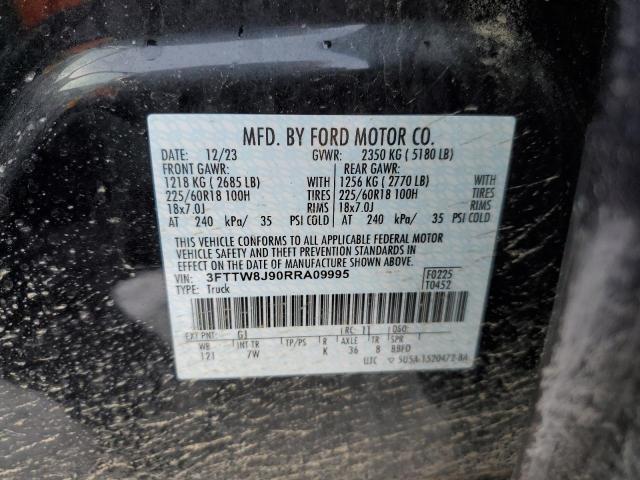 MFD. BY FORD MOTOR CO.
DATE: 12/23 GVWR: 2350 KG ( 5180 LB)
FRONT GAWR: REAR GAWR:
1218 KG ( 2685 LB) WITH 1256 KG ( 2770 LB) WITH
225/60R18 100H TIRES 225/60R18 100H TIRES
18x7.0J RIMS 18x7.0J RIMS
AT 240 kPa/ 35 PSI COLD AT 240 kPa/ 35 PSI COLD
THIS VEHICLE CONFORMS TO ALL APPLICABLE FEDERAL MOTOR
VEHICLE SAFETY AND THEFT PREVENTION STANDARDS IN
EFFECT ON THE DATE OF MANUFACTURE SHOWN ABOVE.
VIN: 3FTTW8J90RRA09995 F0225
TYPE: Truck T0452
EXT PNT: G1 RC: 11 DSO:
WB INT TR TP/PS R AXLE TR SPR
121 7W K 36 8 BBFD
UTC 5U5A-1520472-BA